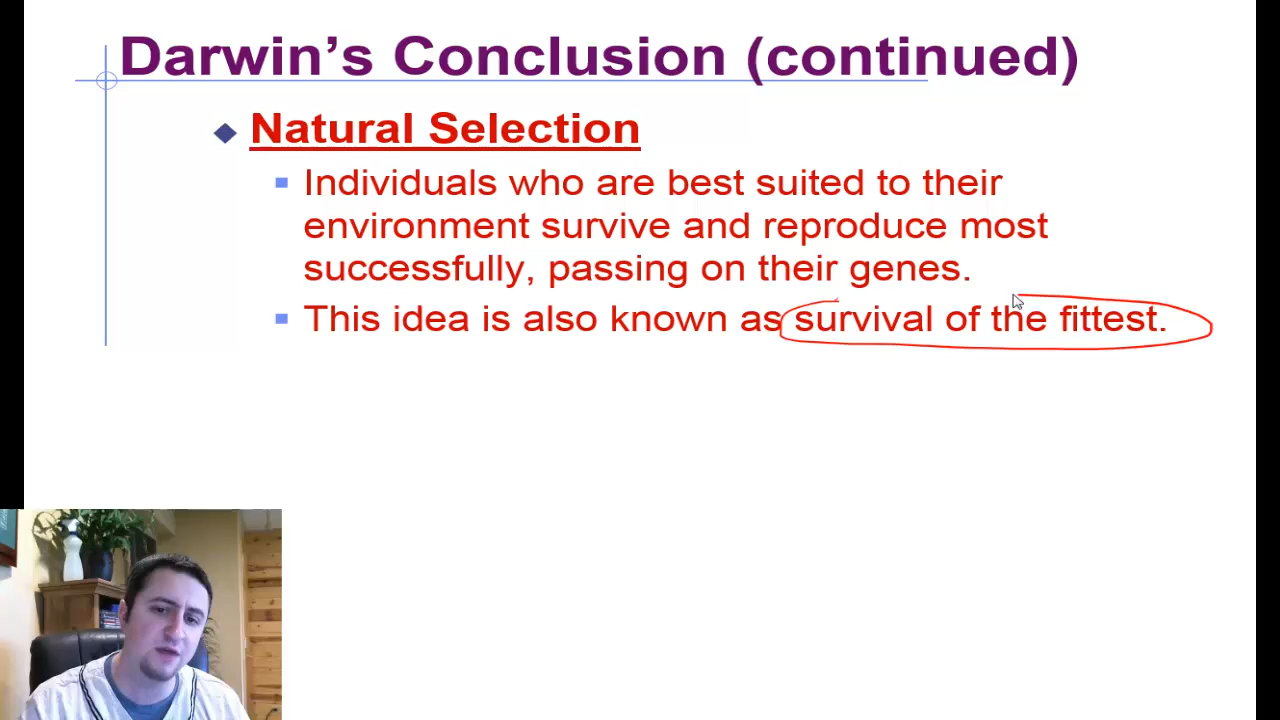 Darwin's Conclusion (continued)
Natural Selection
Individuals who are best suited to their
environment survive and reproduce most
successfully, passing on their genes.
This idea is also known as survival of the fittest.